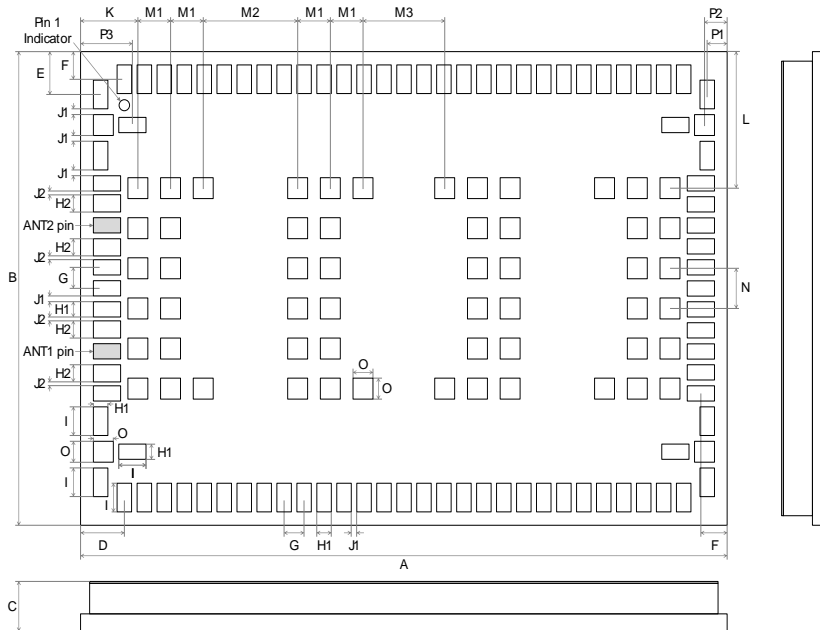 K M1 M1 M2 M1 M1 M3 P2
Pin 1
Indicator
P3 P1
F
E
J1
J1
L
J1
J2
H2
ANT2 pin
H2
J2
B
G
N
J1
H1
J2
H2
ANT1 pin
O
H2
O
J2
H1
I
O
O
H1
I
I
I
D G H1 J1 F
A
C